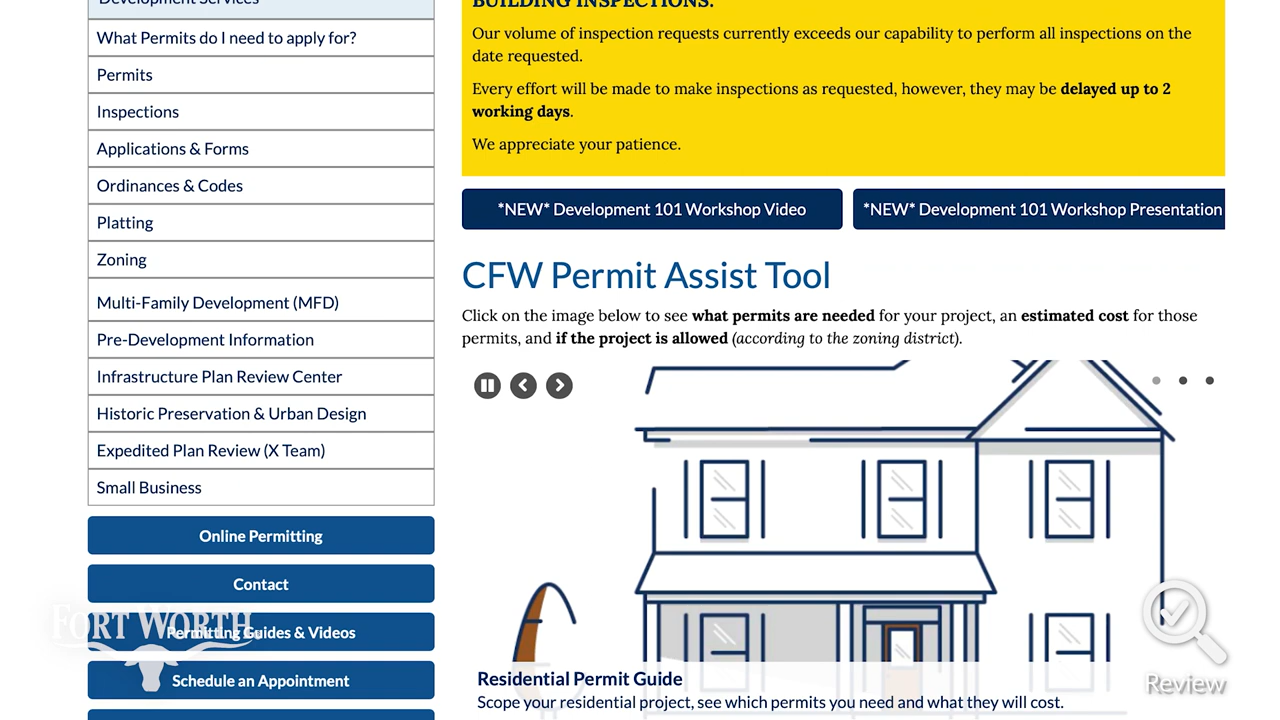 Development Services
What Permits do I need to apply for?
Permits
Inspections
Applications & Forms
Ordinances & Codes
Platting
Zoning
Multi-Family Development (MFD)
Pre-Development Information
Infrastructure Plan Review Center
Historic Preservation & Urban Design
Expedited Plan Review (X Team)
Small Business
Online Permitting
Contact
Permitting Guides & Videos
Schedule an Appointment
FORT WORTH
BUILDING INSPECTIONS:
Our volume of inspection requests currently exceeds our capability to perform all inspections on the
date requested.
Every effort will be made to make inspections as requested, however, they may be delayed up to 2
working days.
We appreciate your patience.
*NEW* Development 101 Workshop Video
*NEW* Development 101 Workshop Presentation
CFW Permit Assist Tool
Click on the image below to see what permits are needed for your project, an estimated cost for those
permits, and if the project is allowed (according to the zoning district).
Residential Permit Guide
Scope your residential project, see which permits you need and what they will cost.
Review